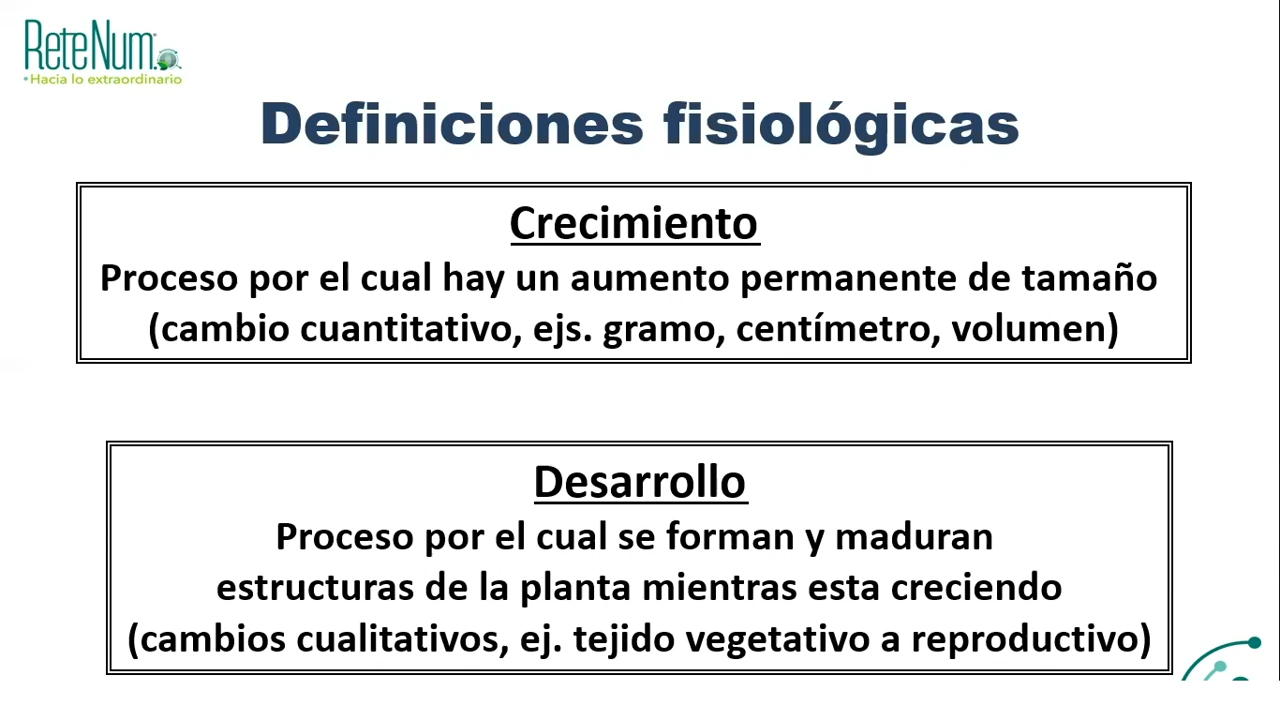 ReteNum
Hacia lo extraordinario
Definiciones fisiológicas
Crecimiento
Proceso por el cual hay un aumento permanente de tamaño
(cambio cuantitativo, ejs. gramo, centímetro, volumen)
Desarrollo
Proceso por el cual se forman y maduran
estructuras de la planta mientras esta creciendo
(cambios cualitativos, ej. tejido vegetativo a reproductivo)